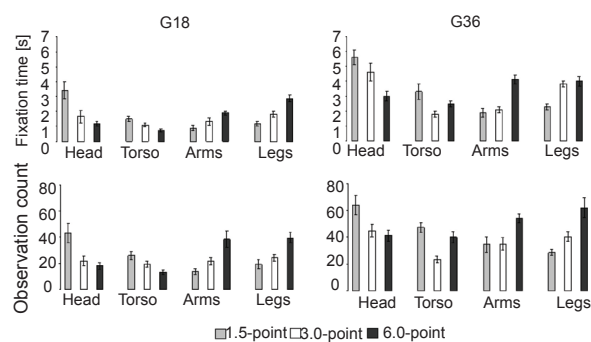 G18
G36
Fixation time [s]
7
6
5
4
3
2
1
0
Head Torso Arms Legs
7
6
5
4
3
2
1
0
Head Torso Arms Legs
Observation count
80
60
40
20
0
Head Torso Arms Legs
80
60
40
20
0
Head Torso Arms Legs
1.5-point 3.0-point 6.0-point